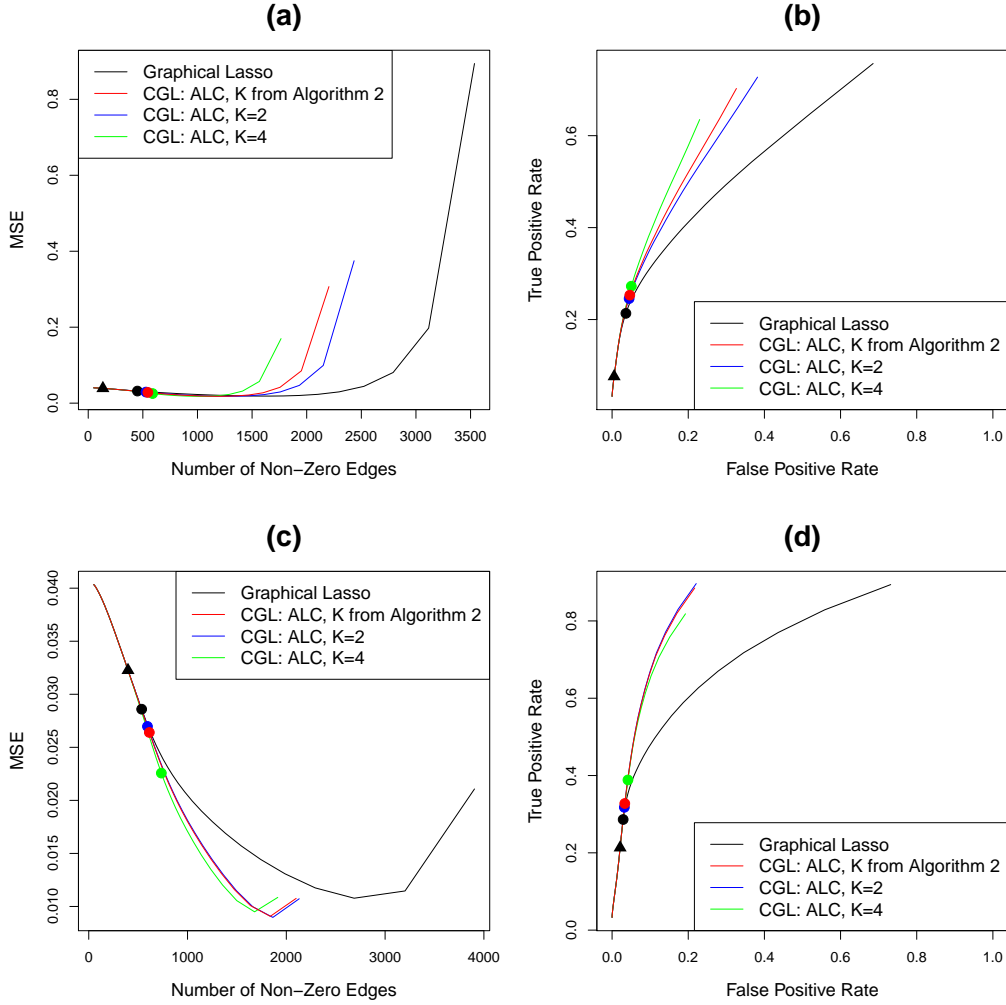 (a)
MSE
0.0
0.2
0.4
0.6
0.8
Graphical Lasso
CGL: ALC, K from Algorithm 2
CGL: ALC, K=2
CGL: ALC, K=4
0
500
1000
1500
2000
2500
3000
3500
Number of Non−Zero Edges
(b)
True Positive Rate
0.2
0.4
0.6
Graphical Lasso
CGL: ALC, K from Algorithm 2
CGL: ALC, K=2
CGL: ALC, K=4
0.0
0.2
0.4
0.6
0.8
1.0
False Positive Rate
(c)
MSE
0.010
0.015
0.020
0.025
0.030
0.035
0.040
Graphical Lasso
CGL: ALC, K from Algorithm 2
CGL: ALC, K=2
CGL: ALC, K=4
0
1000
2000
3000
4000
Number of Non−Zero Edges
(d)
True Positive Rate
0.0
0.2
0.4
0.6
0.8
Graphical Lasso
CGL: ALC, K from Algorithm 2
CGL: ALC, K=2
CGL: ALC, K=4
0.0
0.2
0.4
0.6
0.8
1.0
False Positive Rate